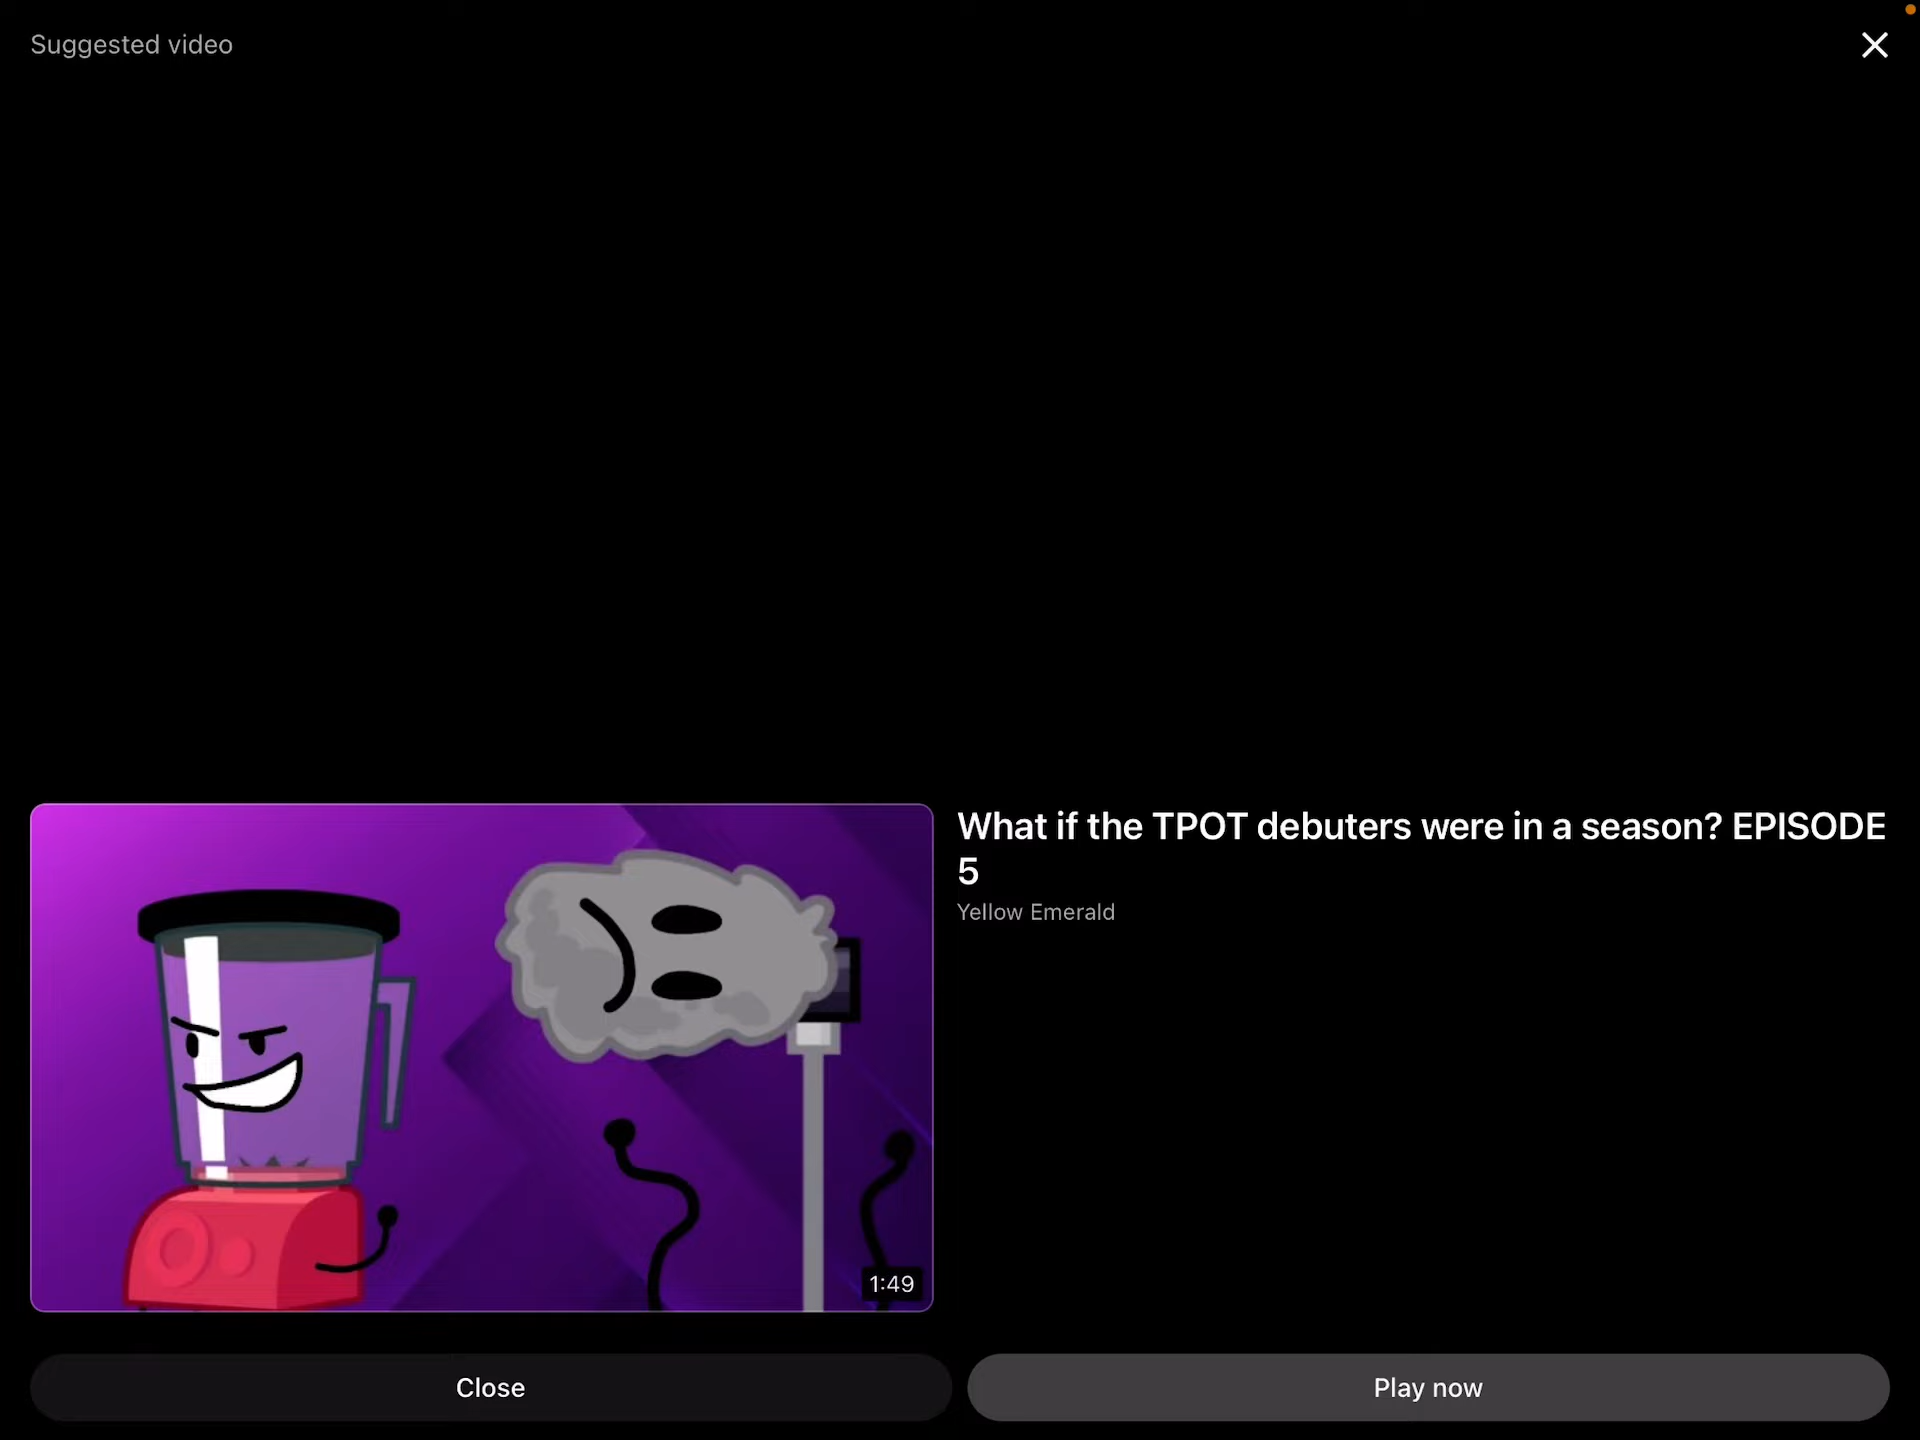 Suggested video
What if the TPOT debuters were in a season? EPISODE
5
Yellow Emerald
1:49
Close
Play now